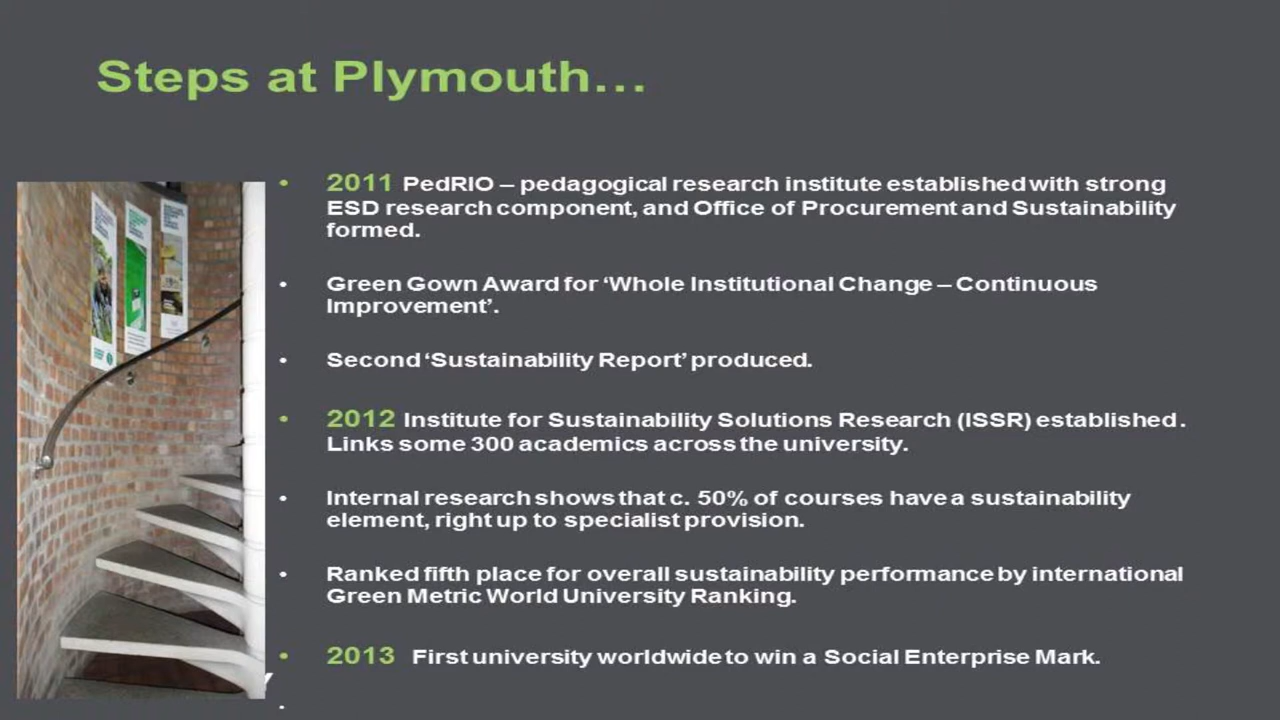 Steps at Plymouth…
• 2011 PedRIO – pedagogical research institute established with strong
ESD research component, and Office of Procurement and Sustainability
formed.
• Green Gown Award for ‘Whole Institutional Change – Continuous
Improvement’.
• Second ‘Sustainability Report’ produced.
• 2012 Institute for Sustainability Solutions Research (ISSR) established.
Links some 300 academics across the university.
• Internal research shows that c. 50% of courses have a sustainability
element, right up to specialist provision.
• Ranked fifth place for overall sustainability performance by international
Green Metric World University Ranking.
• 2013 First university worldwide to win a Social Enterprise Mark.